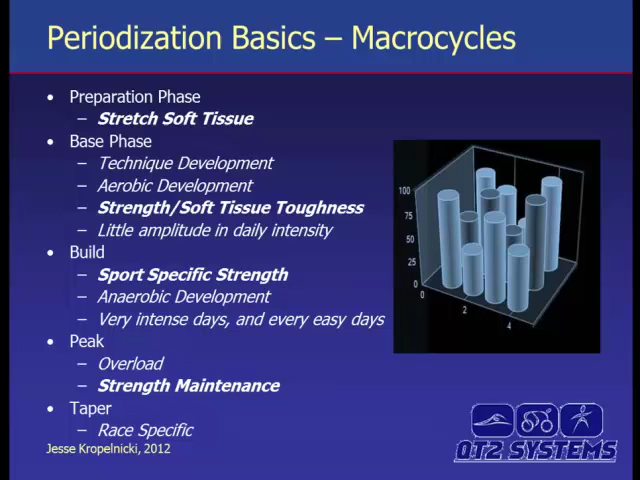 Periodization Basics – Macrocycles
• Preparation Phase
– Stretch Soft Tissue
• Base Phase
– Technique Development
– Aerobic Development
– Strength/Soft Tissue Toughness
– Little amplitude in daily intensity
• Build
– Sport Specific Strength
– Anaerobic Development
– Very intense days, and every easy days
• Peak
– Overload
– Strength Maintenance
• Taper
– Race Specific
Jesse Kropelnicki, 2012
100
75
50
25
0
0
2
4
QT2 SYSTEMS